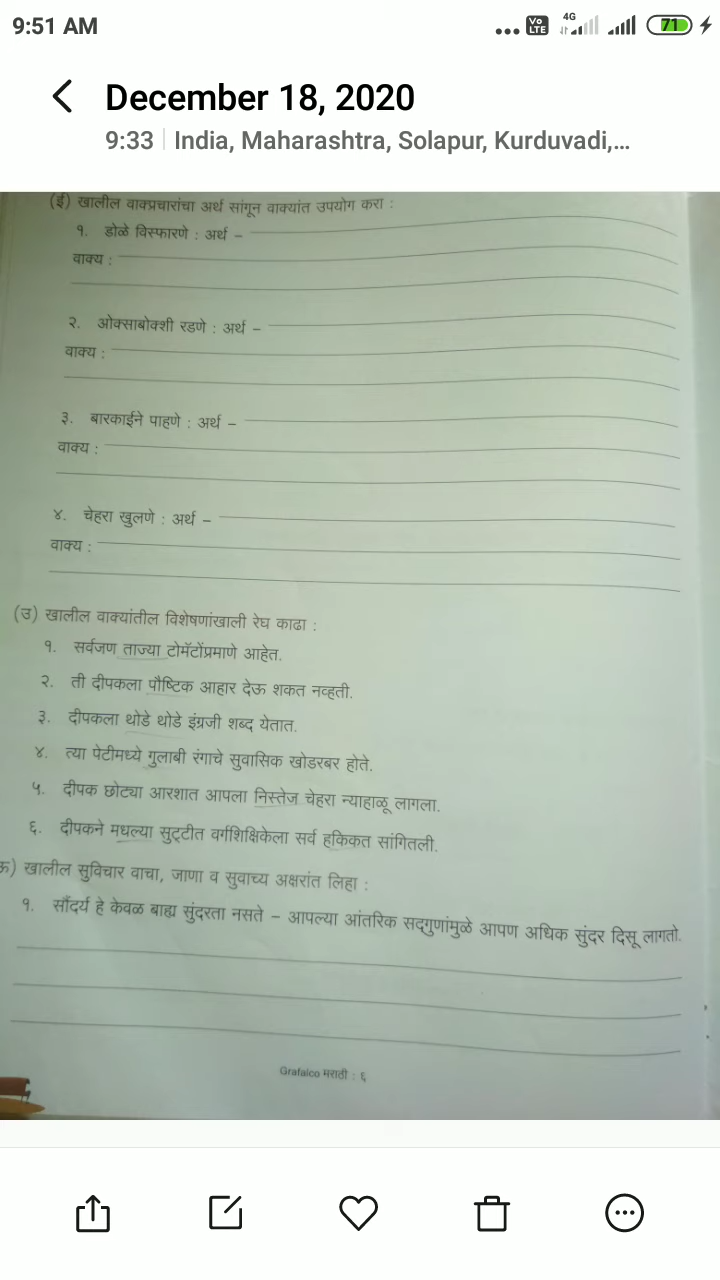 9:51 AM
Vo LTE 4G 71
December 18, 2020
9:33 | India, Maharashtra, Solapur, Kurduvadi,...
(ई) खालील वाक्प्रचारांचा अर्थ सांगून वाक्यांत उपयोग करा :
१. डोळे विस्फारणे : अर्थ –
वाक्य :
२. ओक्साबोक्शी रडणे : अर्थ –
वाक्य :
३. बारकाईने पाहणे : अर्थ –
वाक्य :
४. चेहरा खुलणे : अर्थ –
वाक्य :
(उ) खालील वाक्यांतील विशेषणांखाली रेघ काढा :
१. सर्वजण ताज्या टोमॅटोंप्रमाणे आहेत.
२. ती दीपकला पौष्टिक आहार देऊ शकत नव्हती.
३. दीपकला थोडे थोडे इंग्रजी शब्द येतात.
४. त्या पेटीमध्ये गुलाबी रंगाचे सुवासिक खोडरबर होते.
५. दीपक छोट्या आरशात आपला निस्तेज चेहरा न्याहाळू लागला.
६. दीपकने मधल्या सुट्टीत वर्गशिक्षिकेला सर्व हकिकत सांगितली.
ऊ) खालील सुविचार वाचा, जाणा व सुवाच्य अक्षरांत लिहा :
१. सौंदर्य हे केवळ बाह्य सुंदरता नसते – आपल्या आंतरिक सद्‌गुणांमुळे आपण अधिक सुंदर दिसू लागतो.
Grafalco मराठी : ६